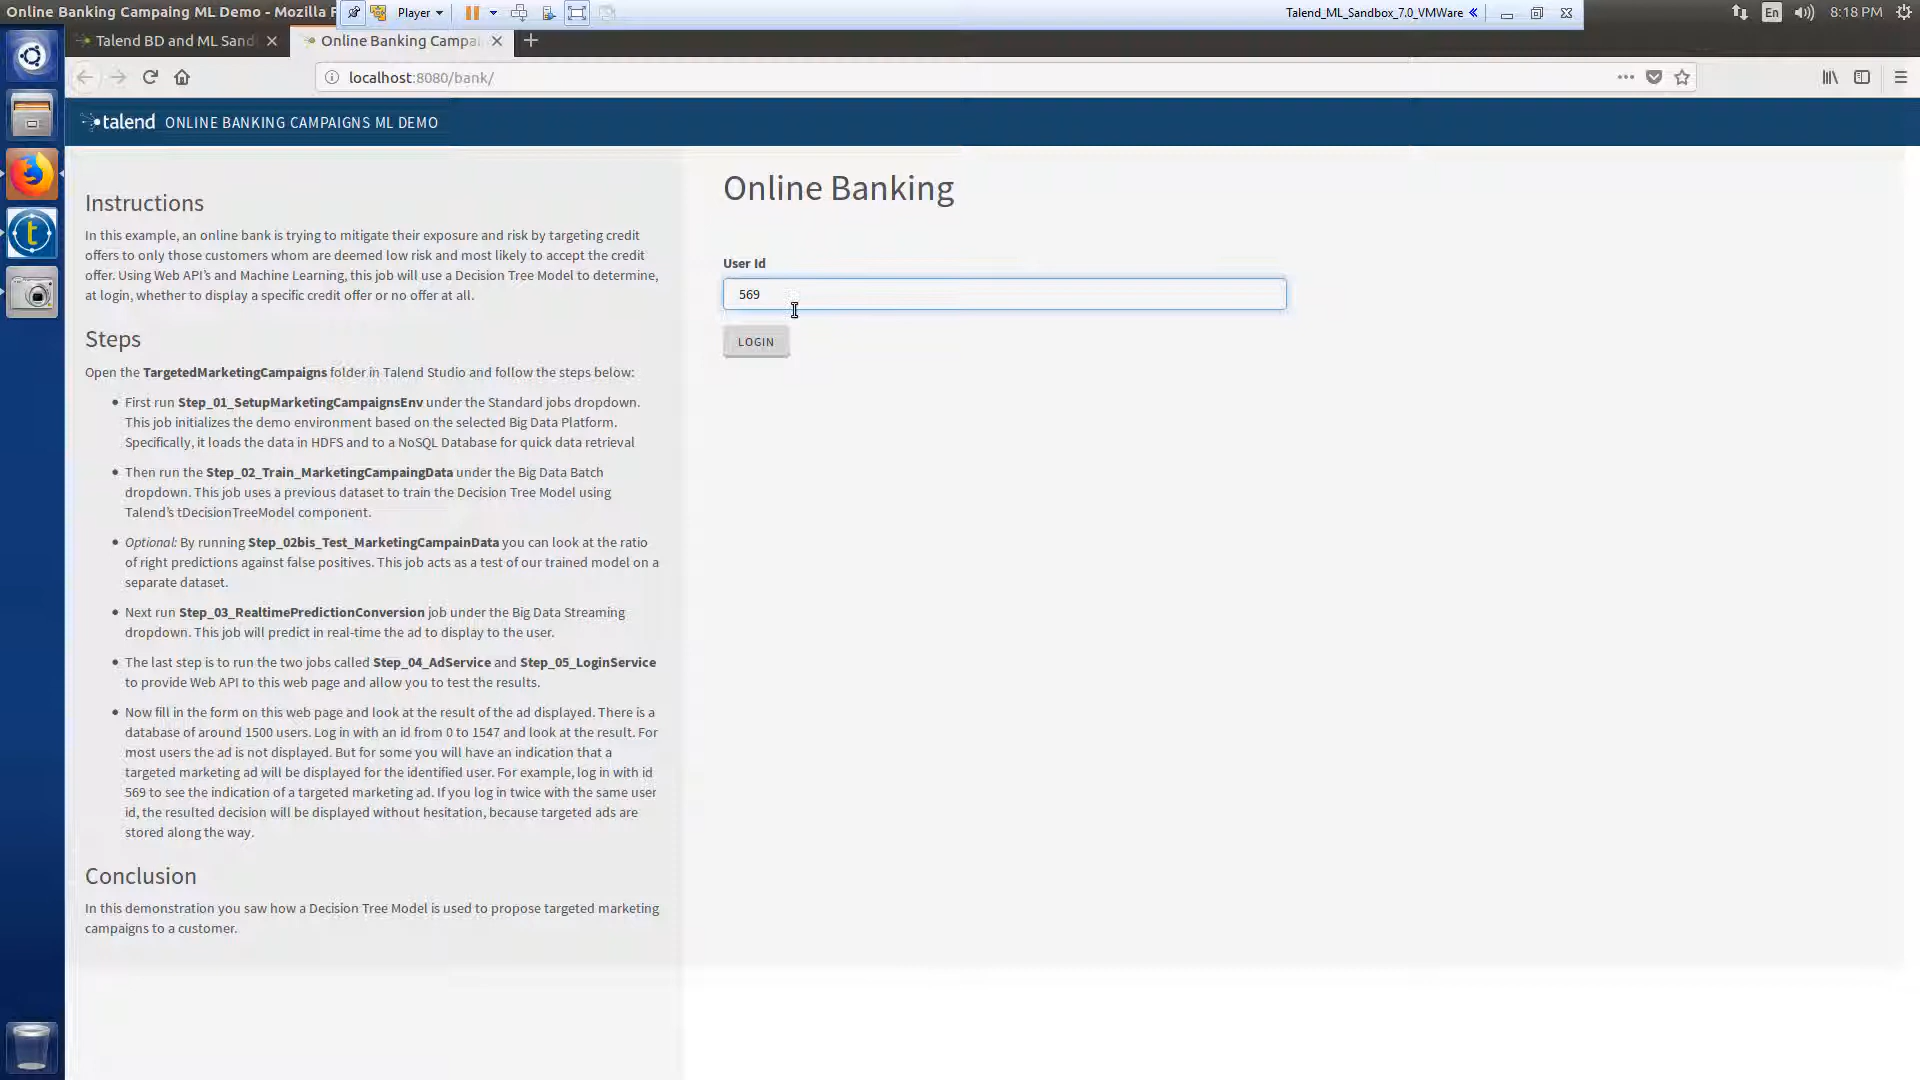 Online Banking Campaing ML Demo - Mozilla F
Player
Talend_ML_Sandbox_7.0_VMWare
En
8:18 PM
Talend BD and ML Sand
Online Banking Campai
localhost:8080/bank/
talend ONLINE BANKING CAMPAIGNS ML DEMO
Instructions
In this example, an online bank is trying to mitigate their exposure and risk by targeting credit
offers to only those customers whom are deemed low risk and most likely to accept the credit
offer. Using Web API's and Machine Learning, this job will use a Decision Tree Model to determine,
at login, whether to display a specific credit offer or no offer at all.
Steps
Open the TargetedMarketingCampaigns folder in Talend Studio and follow the steps below:
First run Step_01_SetupMarketingCampaignsEnv under the Standard jobs dropdown.
This job initializes the demo environment based on the selected Big Data Platform.
Specifically, it loads the data in HDFS and to a NoSQL Database for quick data retrieval
Then run the Step_02_Train_MarketingCampaingData under the Big Data Batch
dropdown. This job uses a previous dataset to train the Decision Tree Model using
Talend's tDecisionTreeModel component.
Optional: By running Step_02bis_Test_MarketingCampainData you can look at the ratio
of right predictions against false positives. This job acts as a test of our trained model on a
separate dataset.
Next run Step_03_RealtimePredictionConversion job under the Big Data Streaming
dropdown. This job will predict in real-time the ad to display to the user.
The last step is to run the two jobs called Step_04_AdService and Step_05_LoginService
to provide Web API to this web page and allow you to test the results.
Now fill in the form on this web page and look at the result of the ad displayed. There is a
database of around 1500 users. Log in with an id from 0 to 1547 and look at the result. For
most users the ad is not displayed. But for some you will have an indication that a
targeted marketing ad will be displayed for the identified user. For example, log in with id
569 to see the indication of a targeted marketing ad. If you log in twice with the same user
id, the resulted decision will be displayed without hesitation, because targeted ads are
stored along the way.
Conclusion
In this demonstration you saw how a Decision Tree Model is used to propose targeted marketing
campaigns to a customer.
Online Banking
User Id
569
LOGIN